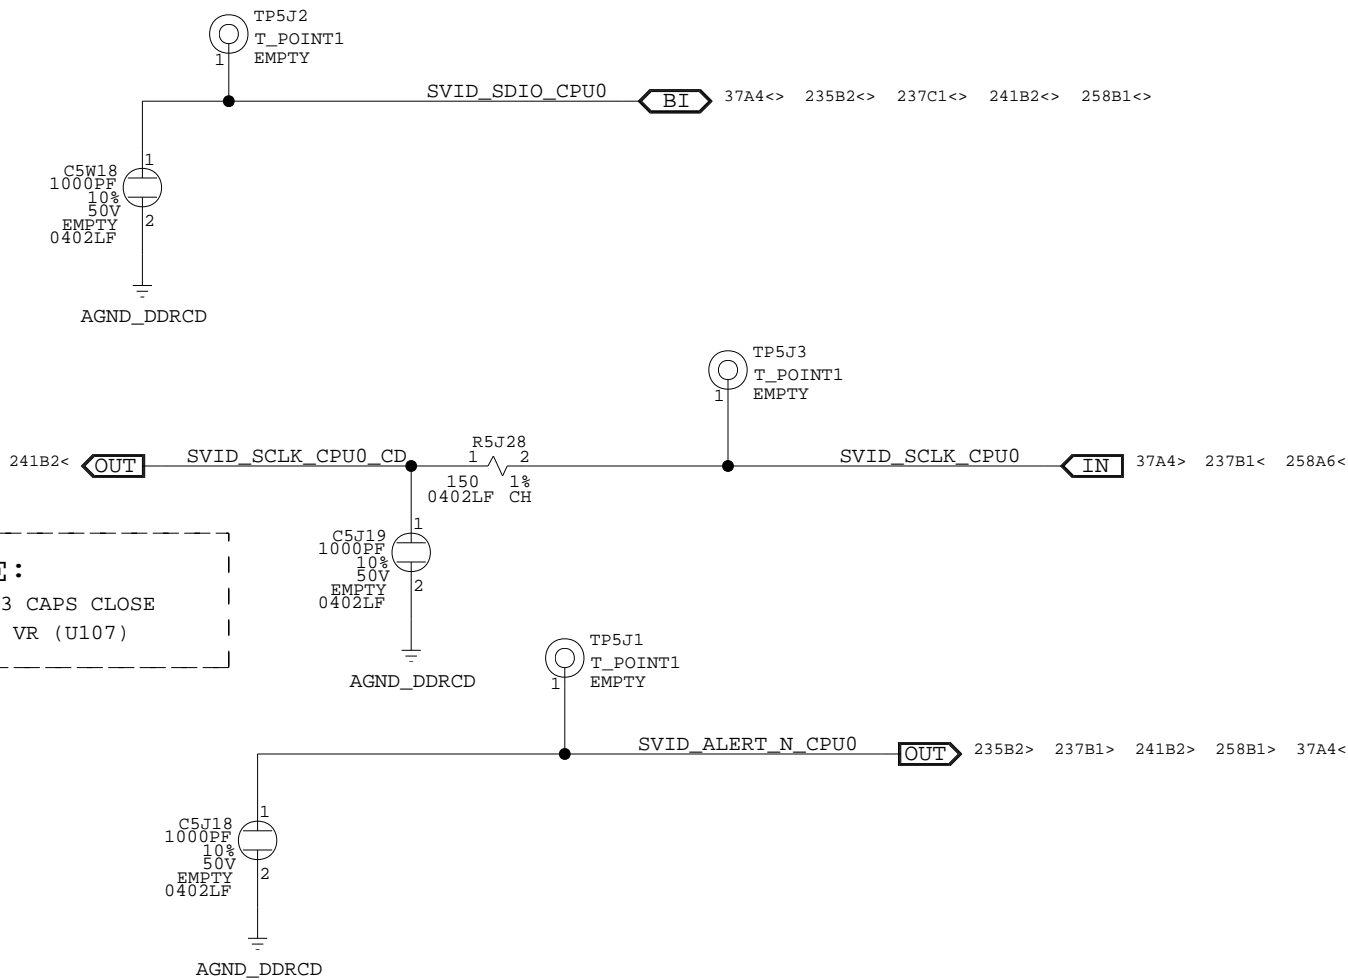 TP5J2
T_POINT1
1 EMPTY
SVID_SDIO_CPU0 BI 37A4<> 235B2<> 237C1<> 241B2<> 258B1<>
1
C5W18
1000PF
10%
50V
2
EMPTY
0402LF
AGND_DDRCD
TP5J3
T_POINT1
1 EMPTY
241B2< OUT SVID_SCLK_CPU0_CD
R5J28
1 2
150 1%
0402LF CH
SVID_SCLK_CPU0 IN 37A4> 237B1< 258A6<
1
C5J19
1000PF
10%
50V
2
EMPTY
0402LF
AGND_DDRCD
E:
3 CAPS CLOSE
VR (U107)
TP5J1
T_POINT1
1 EMPTY
SVID_ALERT_N_CPU0 OUT 235B2> 237B1> 241B2> 258B1> 37A4<
1
C5J18
1000PF
10%
50V
2
EMPTY
0402LF
AGND_DDRCD